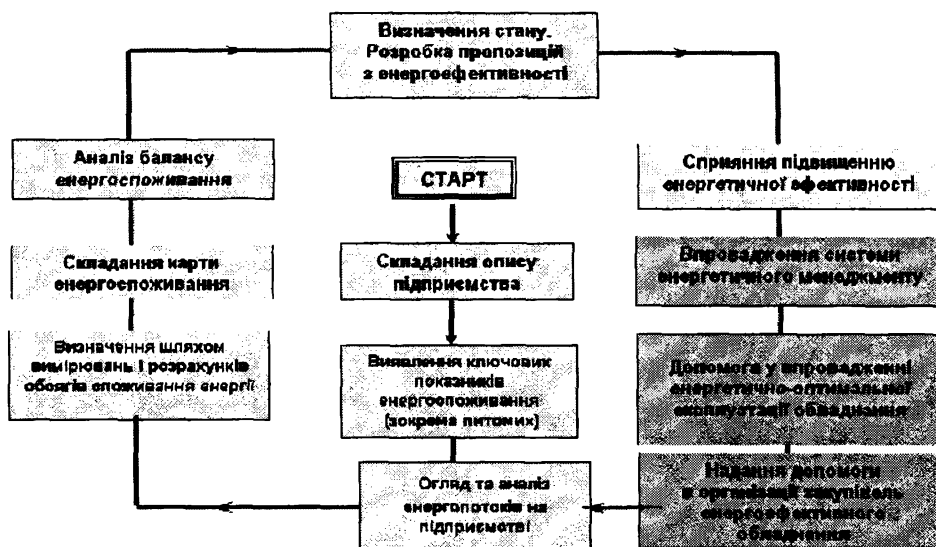 Визначення стану.
Розробка пропозицій
з енергоефективності
Аналіз балансу
енергоспоживання
СТАРТ
Сприяння підвищенню
енергетичної ефективності
Складання карти
енергоспоживання
Складання опису
підприємства
Впровадження системи
енергетичного менеджменту
Визначення шляхом
вимірювань і розрахунків
обсягів споживання енергії
Виявлення ключових
показників
енергоспоживання
(зокрема питомих)
Допомога у впровадженні
енергетично-оптимальної
експлуатації обладнання
Огляд та аналіз
енергопотоків на
підприємстві
Надання допомоги
в організації закупівель
енергоефективного
обладнання